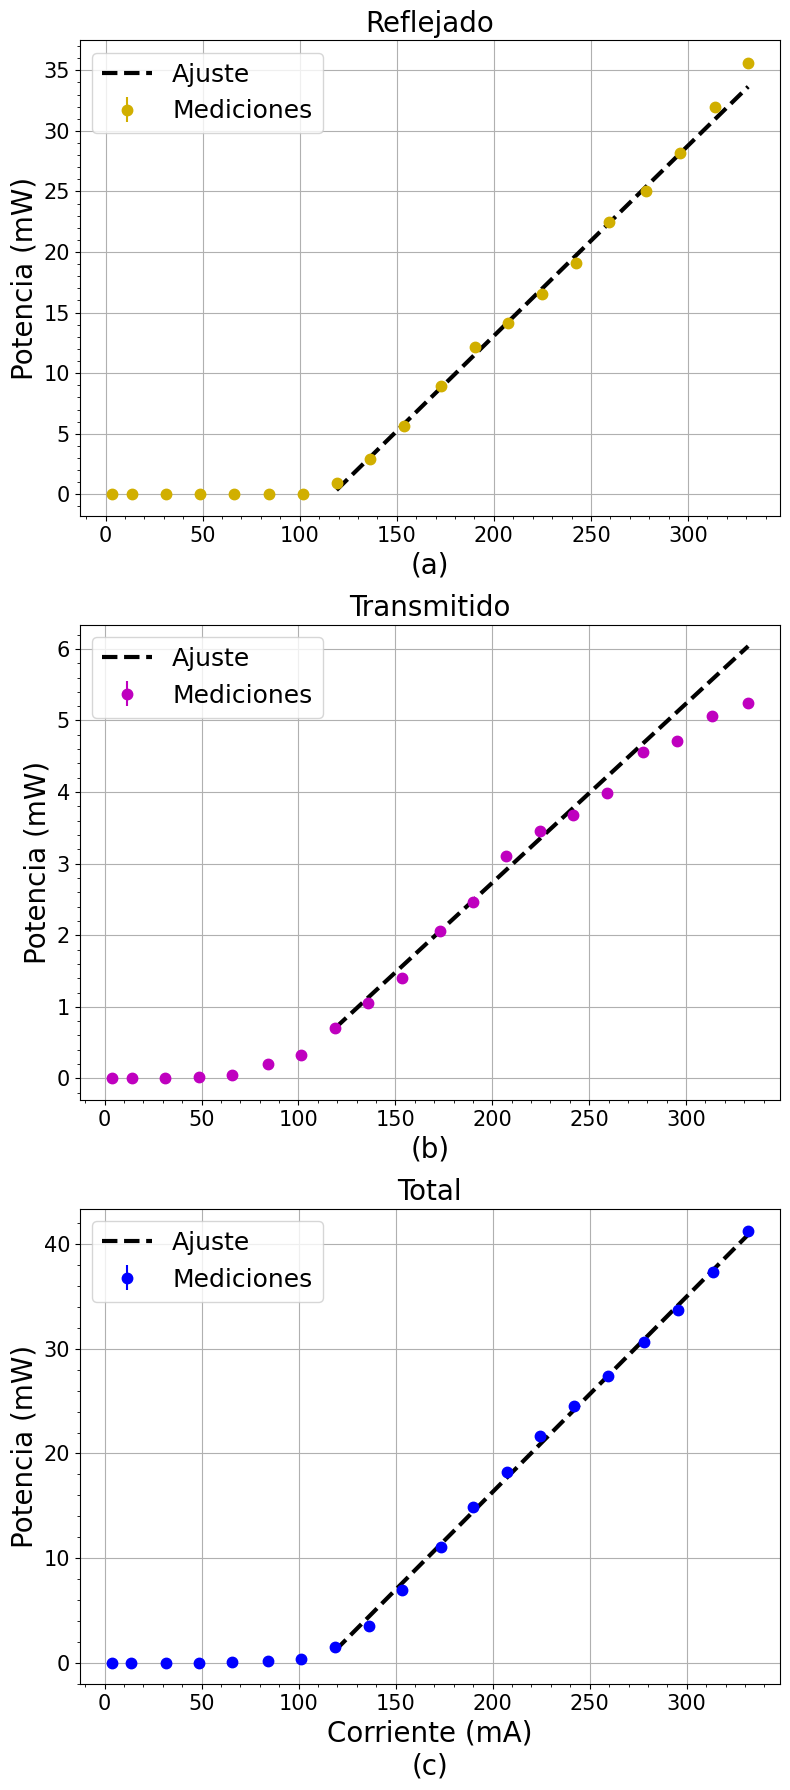 Reflejado
Ajuste
Mediciones
Potencia (mW)
35
30
25
20
15
10
5
0
0 50 100 150 200 250 300
(a)
Transmitido
Ajuste
Mediciones
Potencia (mW)
6
5
4
3
2
1
0
0 50 100 150 200 250 300
(b)
Total
Ajuste
Mediciones
Potencia (mW)
40
30
20
10
0
0 50 100 150 200 250 300
Corriente (mA)
(c)